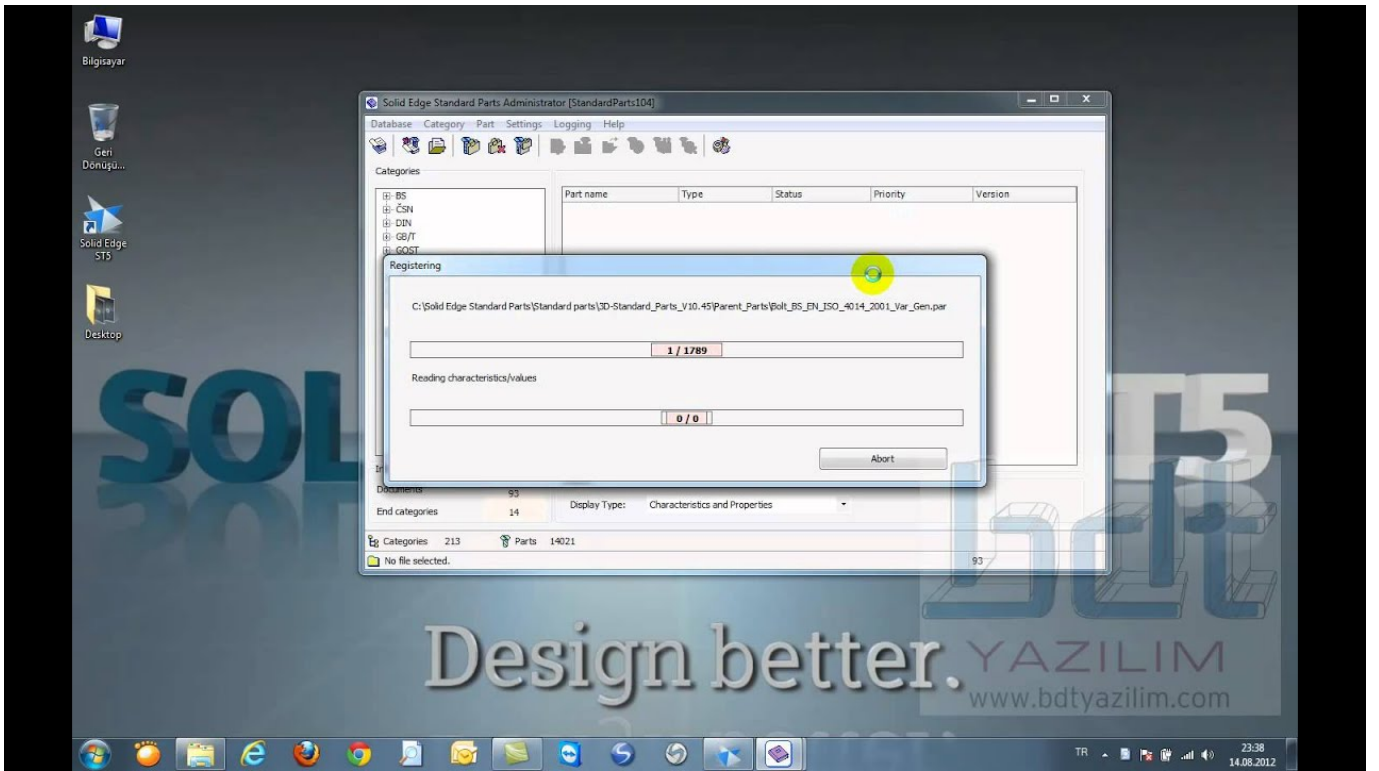 Bilgisayar
Geri
Dönüşü...
Solid Edge
ST5
Desktop
Solid Edge Standard Parts Administrator [StandardParts104]
Database Category Part Settings Logging Help
Categories
BS
ČSN
DIN
GB/T
GOST
Part name Type Status Priority Version
Registering
C:\Solid Edge Standard Parts\Standard parts\3D-Standard_Parts_V10.45\Parent_Parts\Bolt_BS_EN_ISO_4014_2001_Var_Gen.par
1 / 1789
Reading characteristics/values
0 / 0
Abort
Documents 93
End categories 14
Display Type: Characteristics and Properties
Categories 213 Parts 14021
No file selected. 93
SOL T5
Design better.
bdt
YAZILIM
www.bdtyazilim.com
TR 23:38
14.08.2012